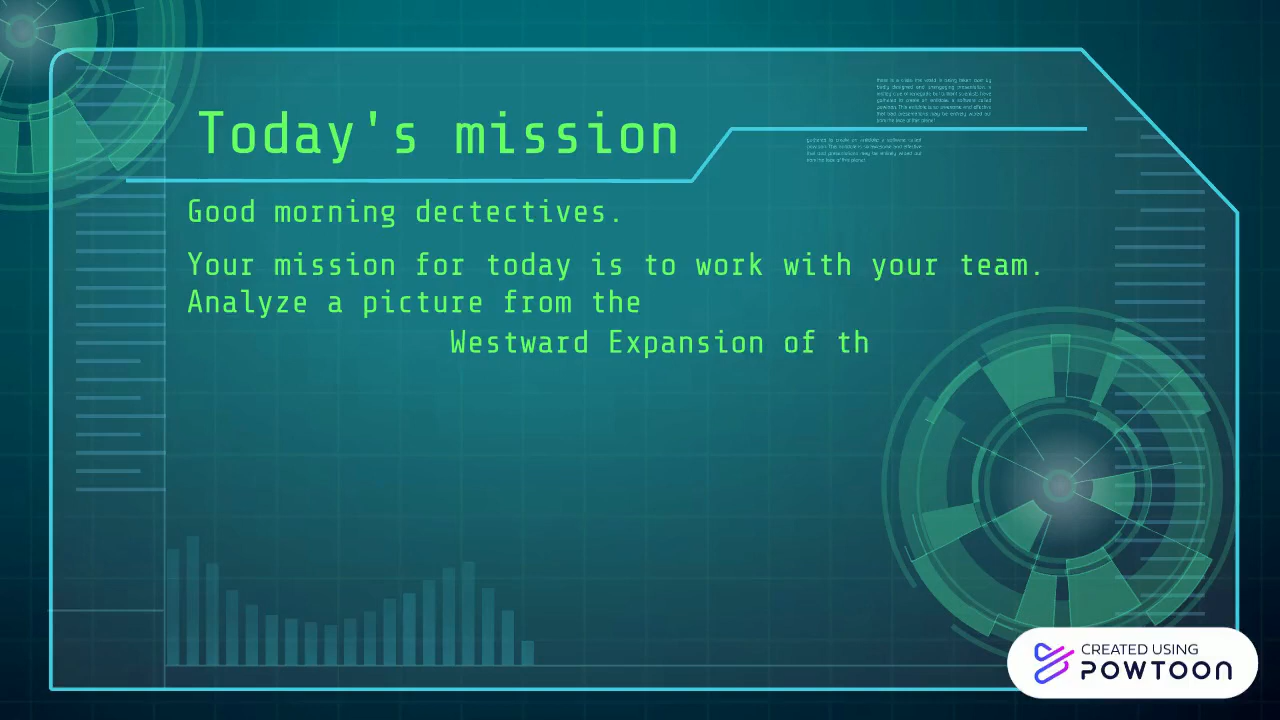 Today's mission
Good morning dectectives.
Your mission for today is to work with your team.
Analyze a picture from the
Westward Expansion of th
CREATED USING
POWTOON